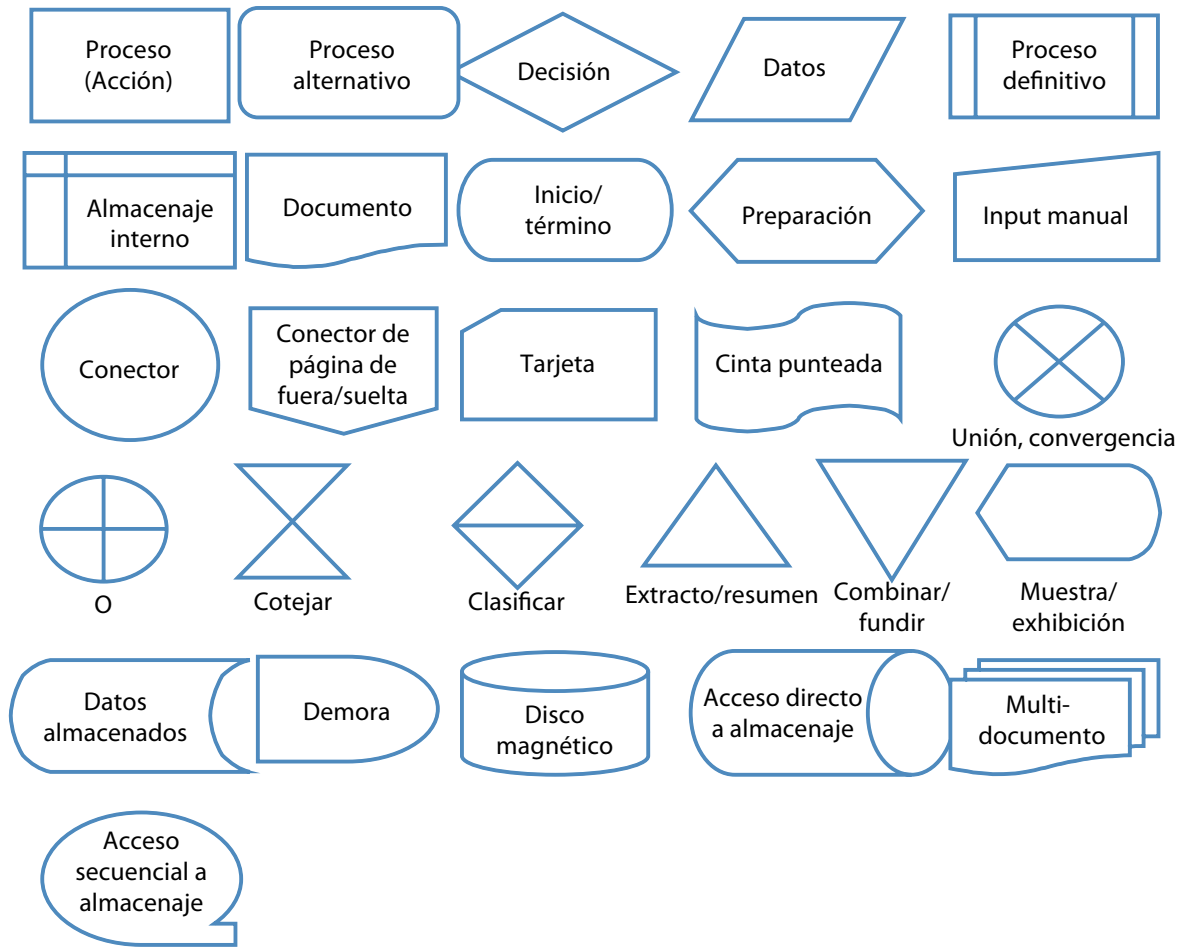 Proceso
(Acción)
Proceso
alternativo
Decisión
Datos
Proceso
definitivo
Almacenaje
interno
Documento
Inicio/
término
Preparación
Input manual
Conector
Conector de
página de
fuera/suelta
Tarjeta
Cinta punteada
Unión, convergencia
O
Cotejar
Clasificar
Extracto/resumen
Combinar/
fundir
Muestra/
exhibición
Datos
almacenados
Demora
Disco
magnético
Acceso directo
a almacenaje
Multi-
documento
Acceso
secuencial a
almacenaje